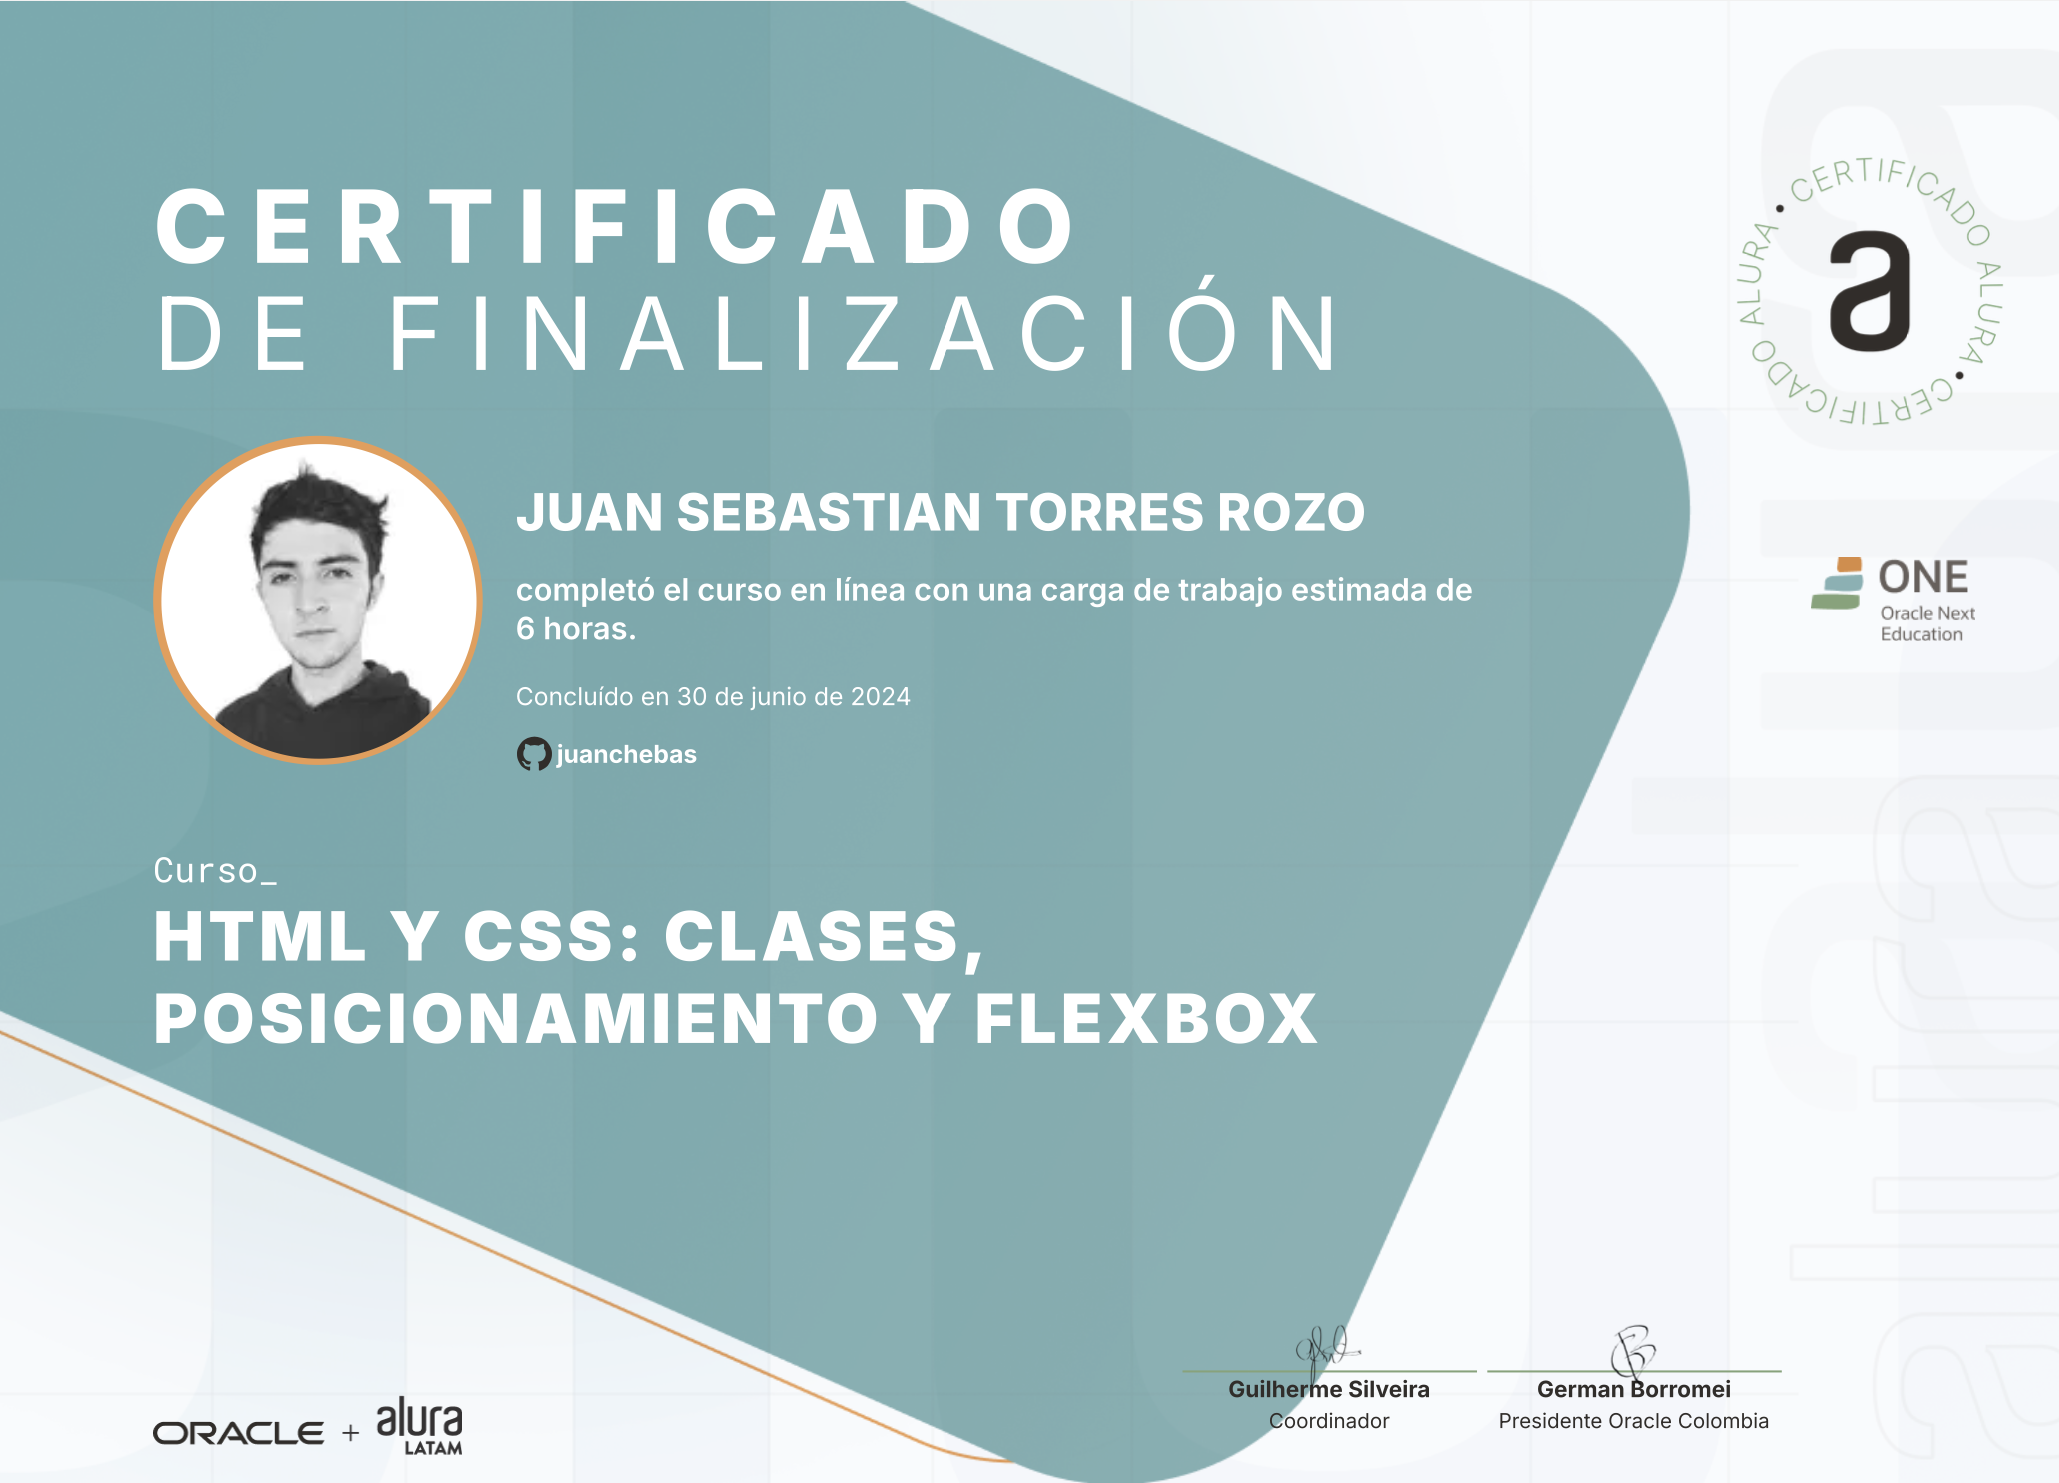 CERTIFICADO
DE FINALIZACIÓN
• CERTIFICADO ALURA • CERTIFICADO ALURA
a
JUAN SEBASTIAN TORRES ROZO
completó el curso en línea con una carga de trabajo estimada de
6 horas.
Concluído en 30 de junio de 2024
juanchebas
ONE
Oracle Next
Education
Curso_
HTML Y CSS: CLASES,
POSICIONAMIENTO Y FLEXBOX
Guilherme Silveira
Coordinador
German Borromei
Presidente Oracle Colombia
ORACLE + alura
LATAM
alura